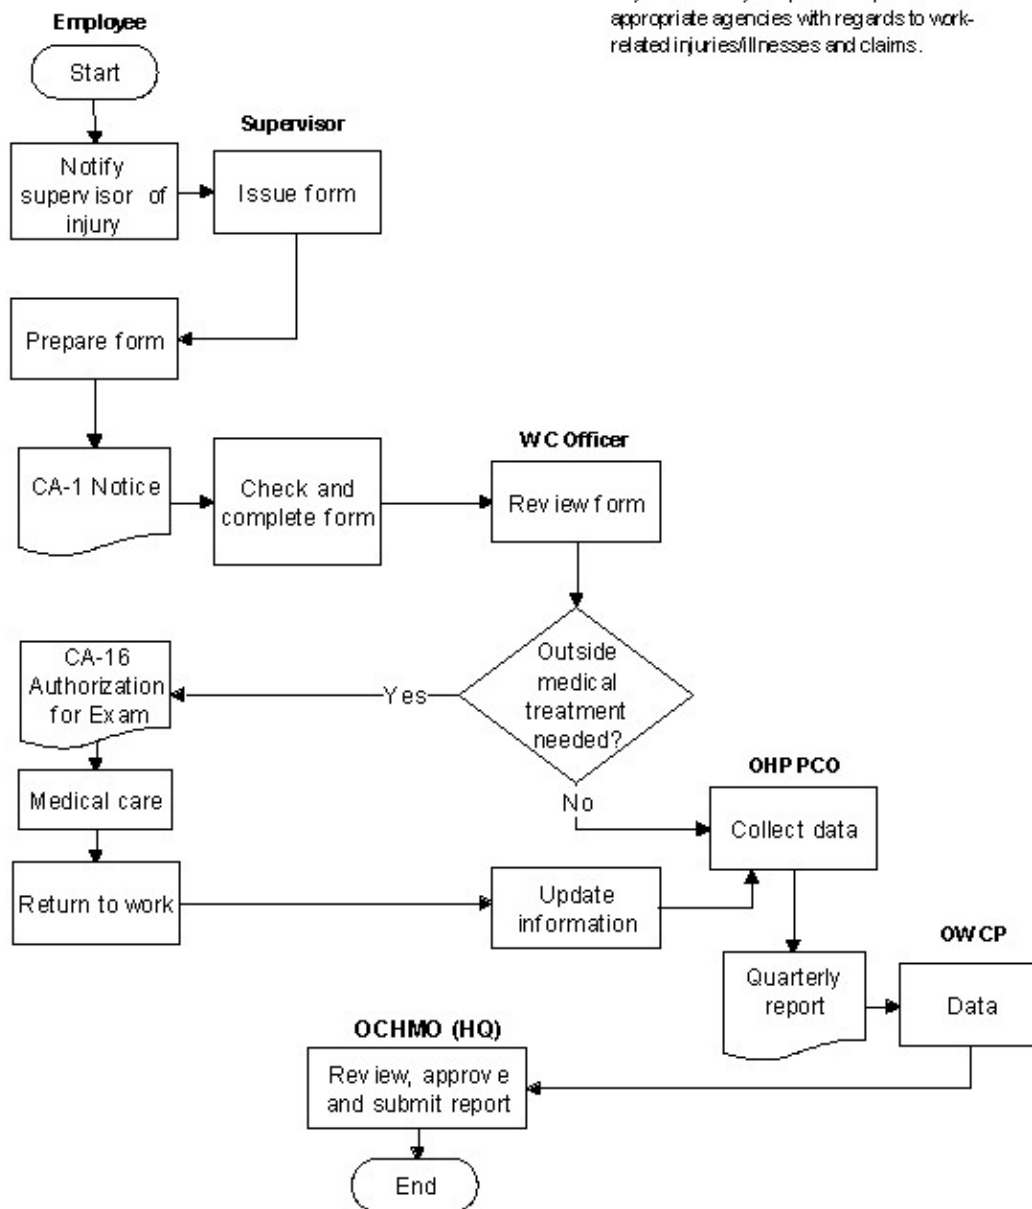 appropriate agencies with regards to work-
related injuries/illnesses and claims.
Employee
Start
Supervisor
Notify
supervisor of
injury
Issue form
Prepare form
WC Officer
CA-1 Notice
Check and
complete form
Review form
CA-16
Authorization
for Exam
Yes
Outside
medical
treatment
needed?
OHPPCO
Medical care
No
Collect data
Return to work
Update
information
OWCP
Quarterly
report
Data
OCHMO (HQ)
Review, approve
and submit report
End